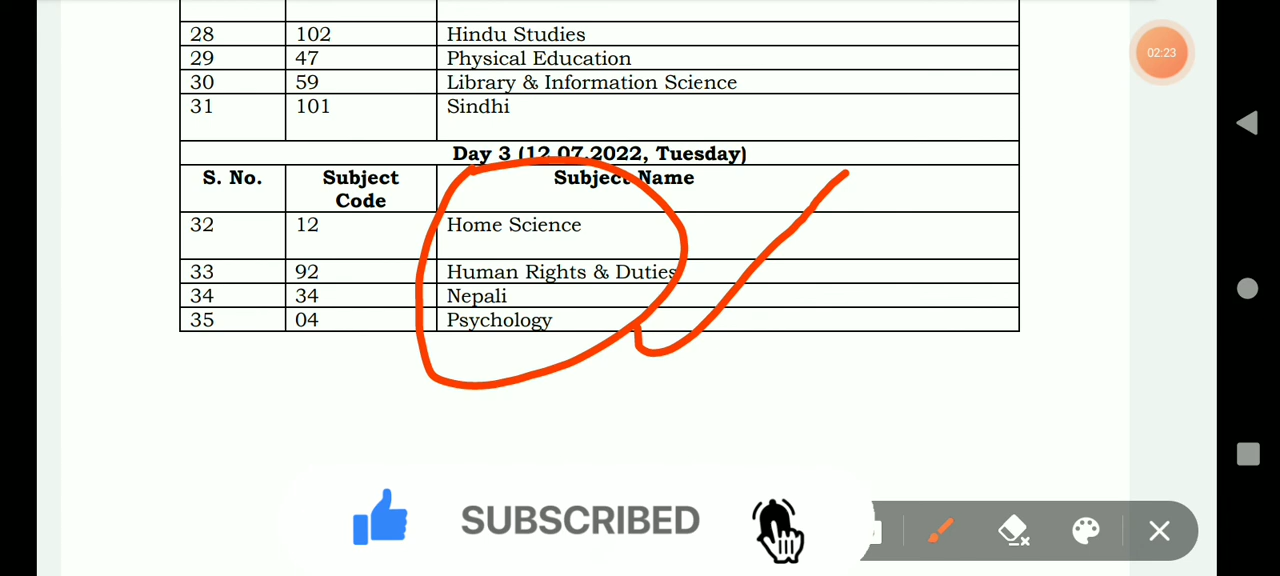 02:23
28 102 Hindu Studies
29 47 Physical Education
30 59 Library & Information Science
31 101 Sindhi
Day 3 (12.07.2022, Tuesday)
S. No. Subject Code Subject Name
32 12 Home Science
33 92 Human Rights & Duties
34 34 Nepali
35 04 Psychology
SUBSCRIBED